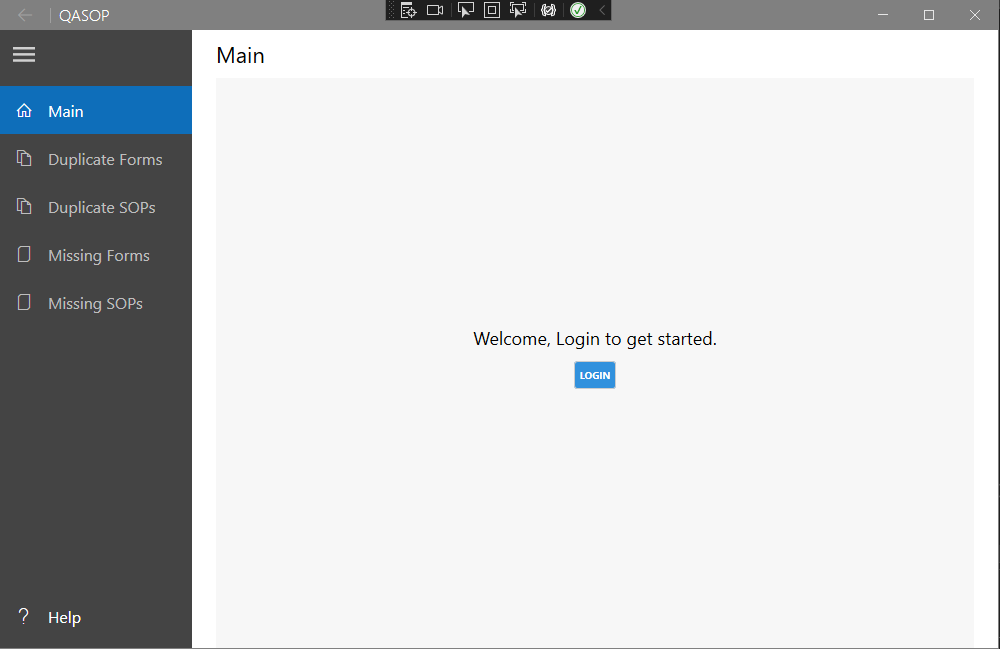 QASOP
Main
Main
Duplicate Forms
Duplicate SOPs
Missing Forms
Missing SOPs
Welcome, Login to get started.
LOGIN
? Help